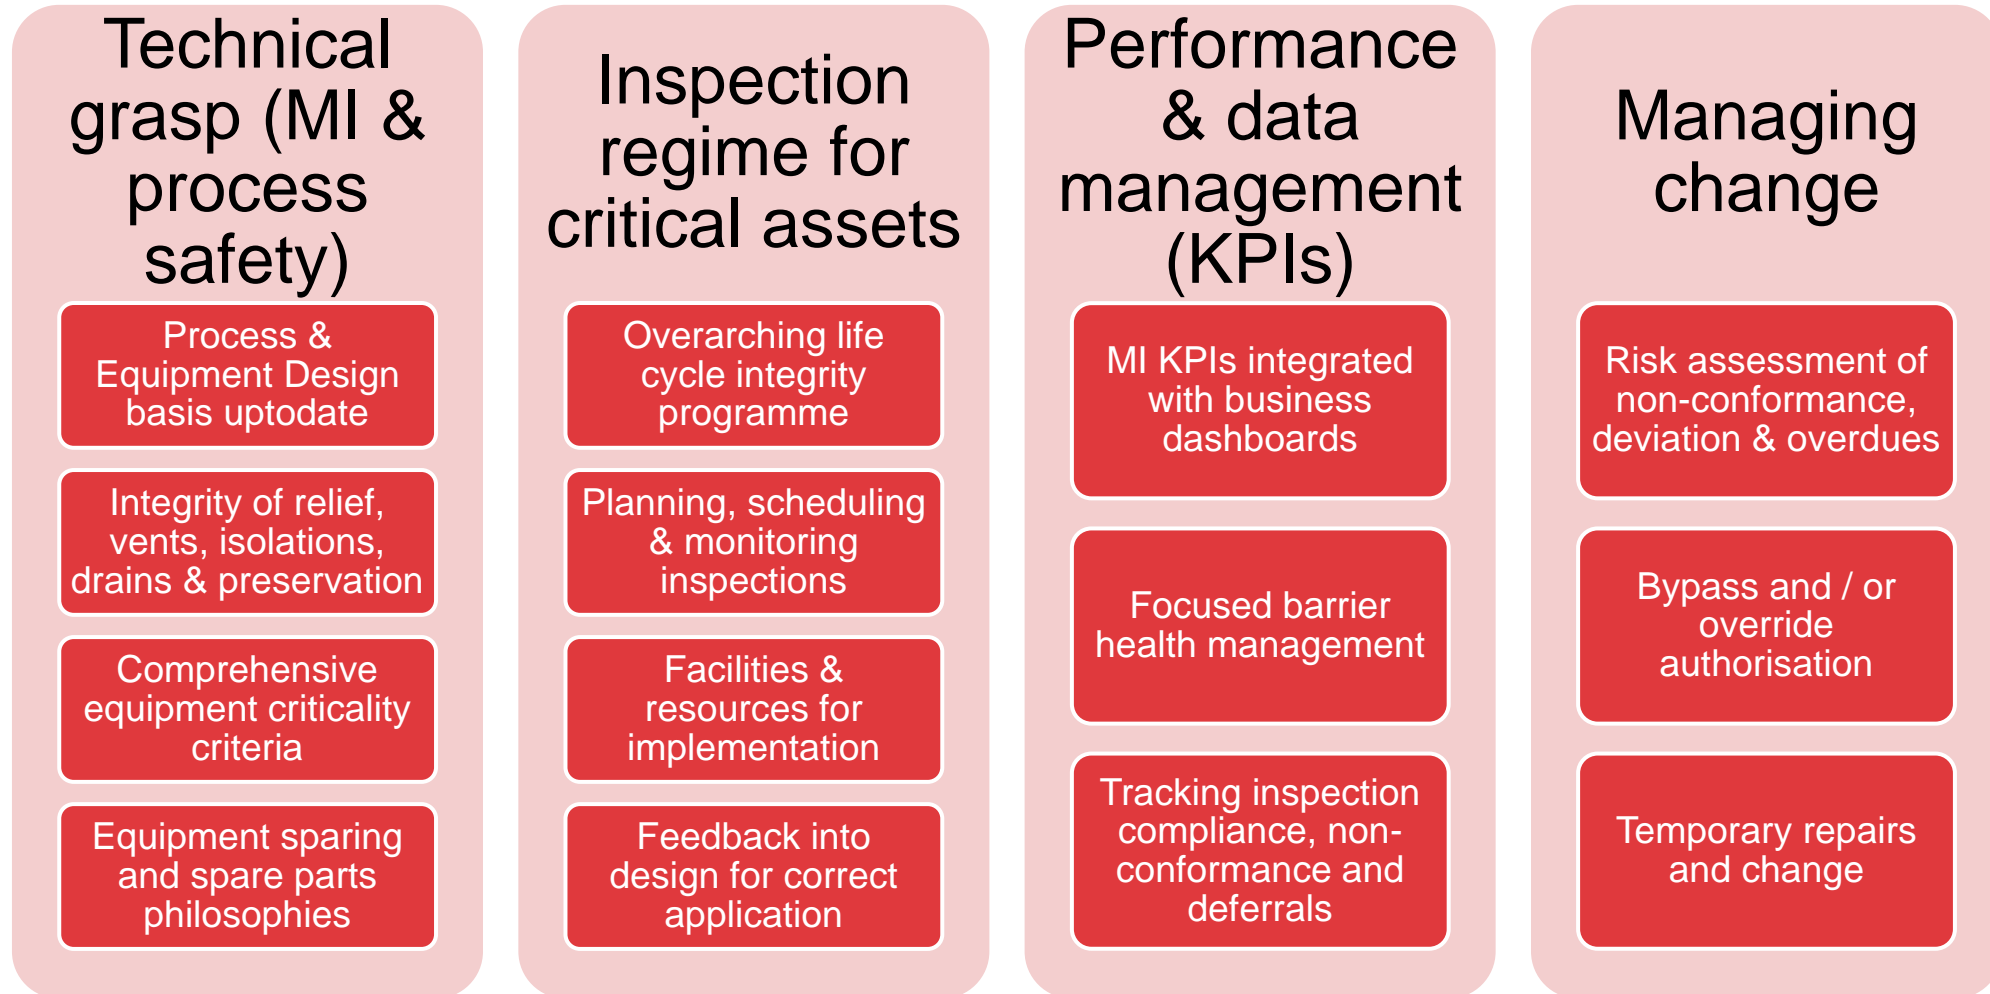 Technical
grasp (MI &
process
safety)
Process &
Equipment Design
basis uptodate
Integrity of relief,
vents, isolations,
drains & preservation
Comprehensive
equipment criticality
criteria
Equipment sparing
and spare parts
philosophies
Inspection
regime for
critical assets
Overarching life
cycle integrity
programme
Planning, scheduling
& monitoring
inspections
Facilities &
resources for
implementation
Feedback into
design for correct
application
Performance
& data
management
(KPIs)
MI KPIs integrated
with business
dashboards
Focused barrier
health management
Tracking inspection
compliance, non-
conformance and
deferrals
Managing
change
Risk assessment of
non-conformance,
deviation & overdues
Bypass and / or
override
authorisation
Temporary repairs
and change